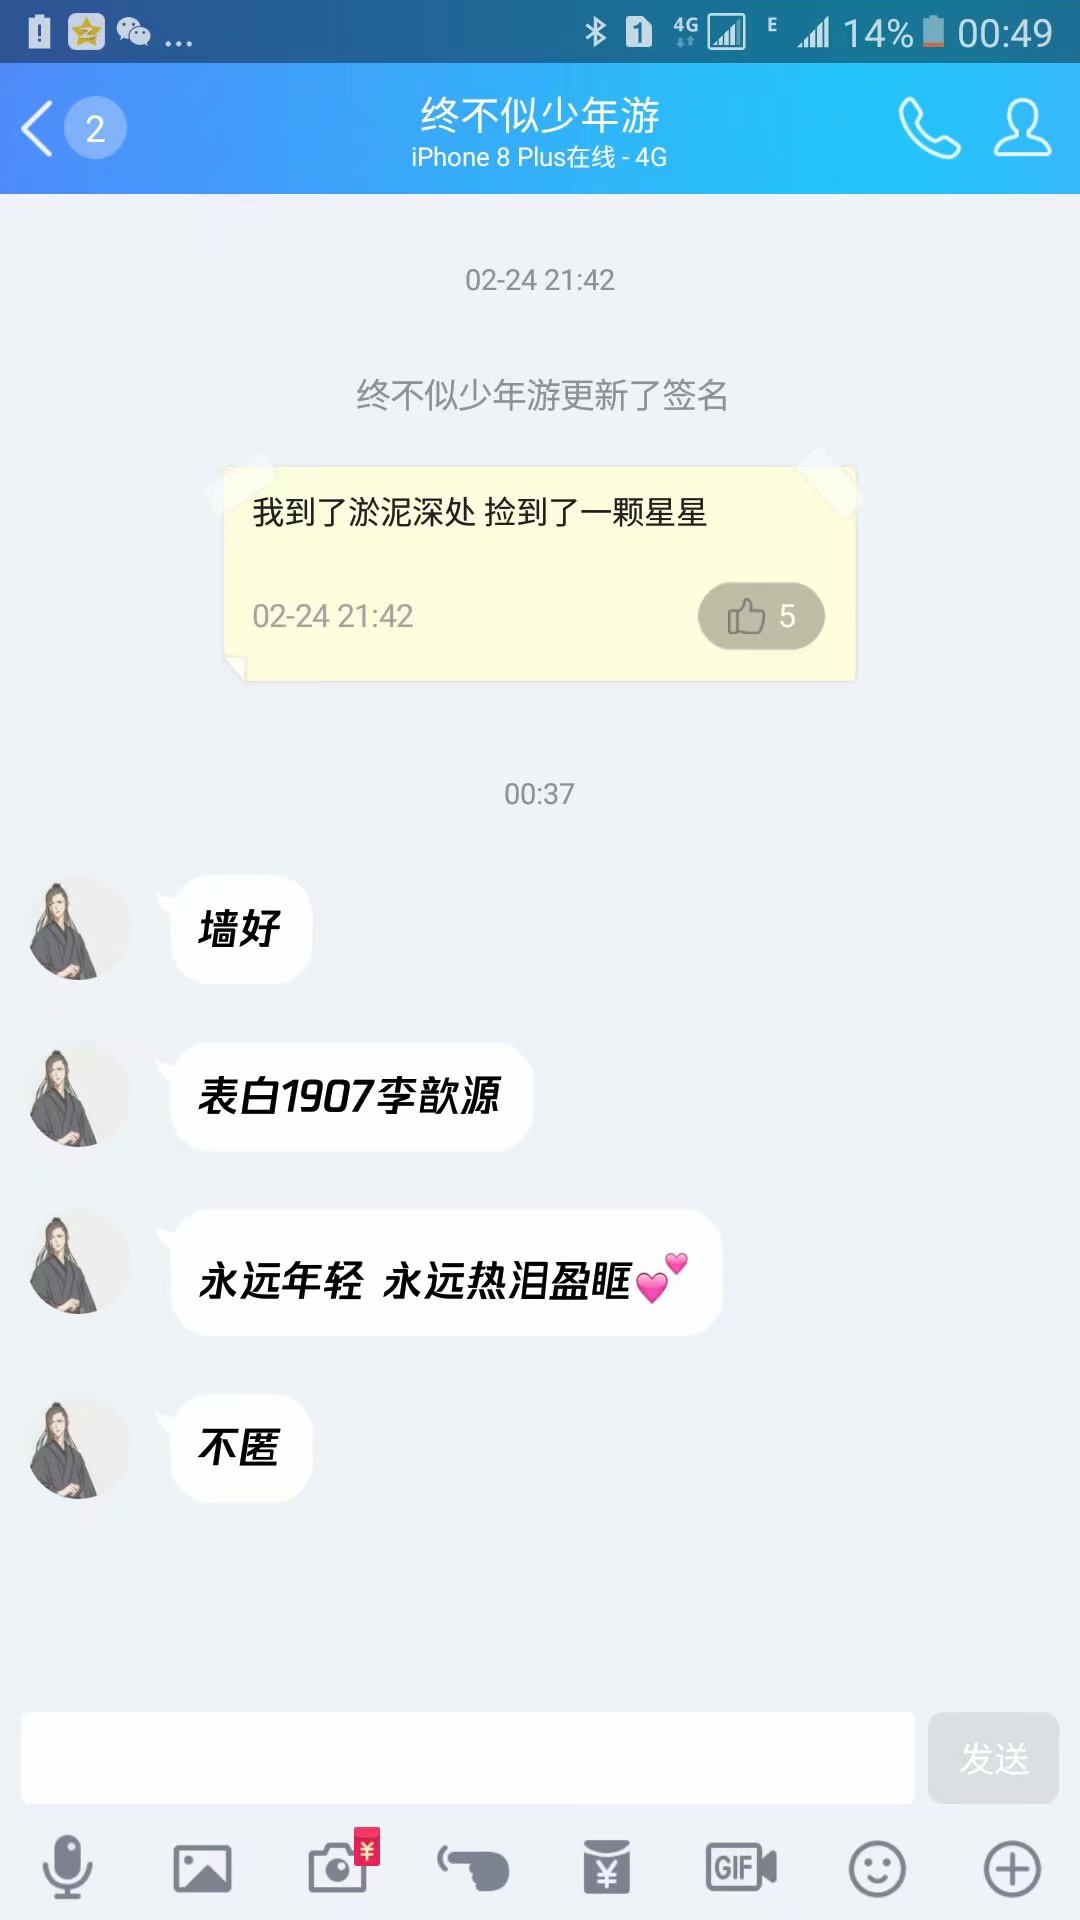 1 4G E 14% 00:49
2
终不似少年游
iPhone 8 Plus在线 - 4G
02-24 21:42
终不似少年游更新了签名
我到了淤泥深处 捡到了一颗星星
02-24 21:42 5
00:37
墙好
表白1907李歆源
永远年轻 永远热泪盈眶💕
不匿
发送
¥ ¥ GIF